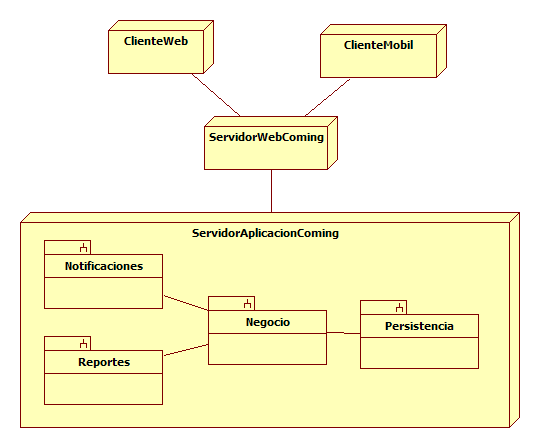 ClienteWeb
ClienteMobil
ServidorWebComing
ServidorAplicacionComing
Notificaciones
Negocio
Persistencia
Reportes